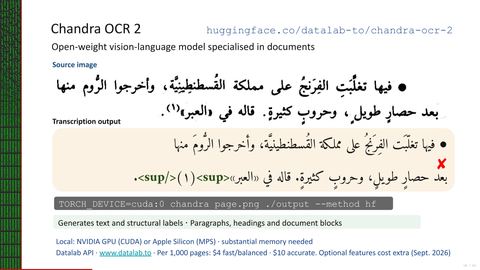 Chandra OCR 2
huggingface.co/datalab-to/chandra-ocr-2
Open-weight vision-language model specialised in documents
Source image
● فيها تغلَّبَتِ الفِرَنجُ على مملكة القُسطنطِينِيَّة، وأخرجوا الرُّوم منها
بعد حصارٍ طويلٍ، وحروبٍ كثيرةٍ. قاله في «العبر»(١).
Transcription output
● فيها تغلَّبَت الفِرَنجُ على مملكة القُسطنطينيَّة، وأخرجوا الرُّومَ منها
✘
بعد حصارٍ طويلٍ، وحروبٍ كثيرةٍ. قاله في «العبر»<sup>(١)</sup>.
TORCH_DEVICE=cuda:0 chandra page.png ./output --method hf
Generates text and structural labels · Paragraphs, headings and document blocks
Local: NVIDIA GPU (CUDA) or Apple Silicon (MPS) · substantial memory needed
Datalab API · www.datalab.to · Per 1,000 pages: $4 fast/balanced · $10 accurate. Optional features cost extra (Sept. 2026)